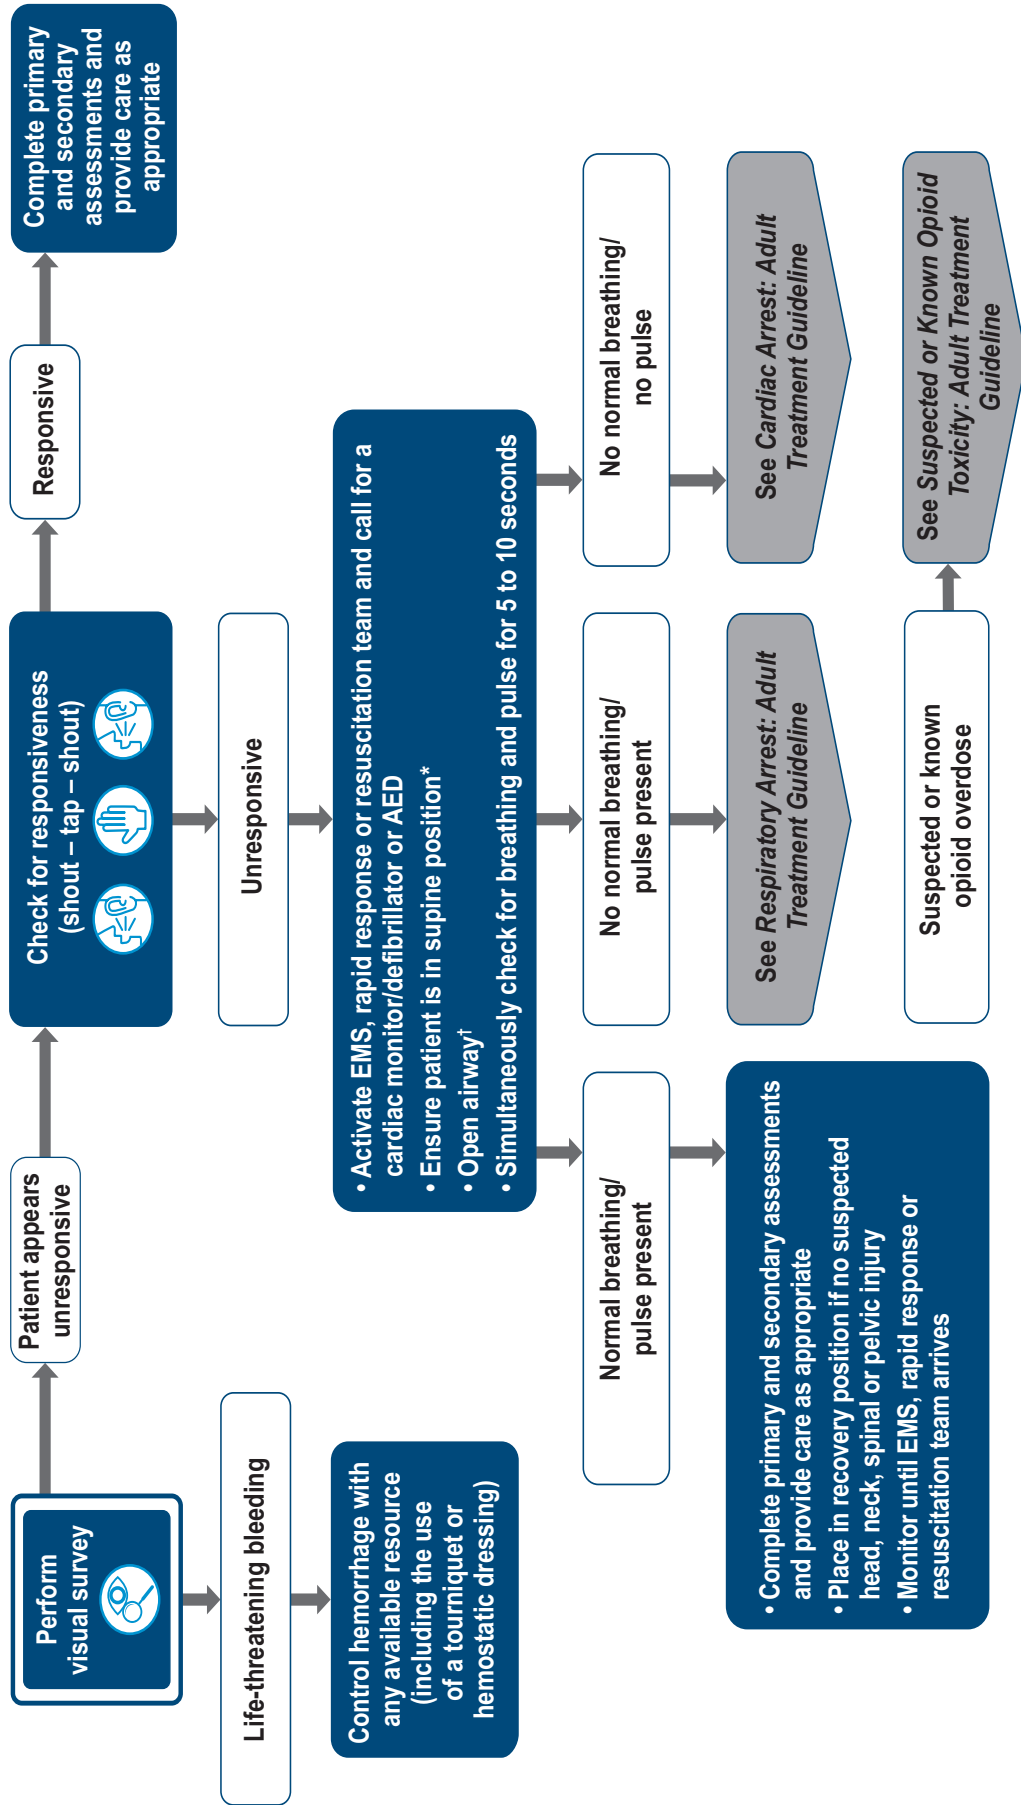 Perform
visual survey
Patient appears
unresponsive
Check for responsiveness
(shout – tap – shout)
Responsive
Complete primary
and secondary
assessments and
provide care as
appropriate
Life-threatening bleeding
Control hemorrhage with
any available resource
(including the use
of a tourniquet or
hemostatic dressing)
Unresponsive
• Activate EMS, rapid response or resuscitation team and call for a
cardiac monitor/defibrillator or AED
• Ensure patient is in supine position*
• Open airway†
• Simultaneously check for breathing and pulse for 5 to 10 seconds
Normal breathing/
pulse present
No normal breathing/
pulse present
No normal breathing/
no pulse
• Complete primary and secondary assessments
and provide care as appropriate
• Place in recovery position if no suspected
head, neck, spinal or pelvic injury
• Monitor until EMS, rapid response or
resuscitation team arrives
See Respiratory Arrest: Adult
Treatment Guideline
See Cardiac Arrest: Adult
Treatment Guideline
Suspected or known
opioid overdose
See Suspected or Known Opioid
Toxicity: Adult Treatment
Guideline